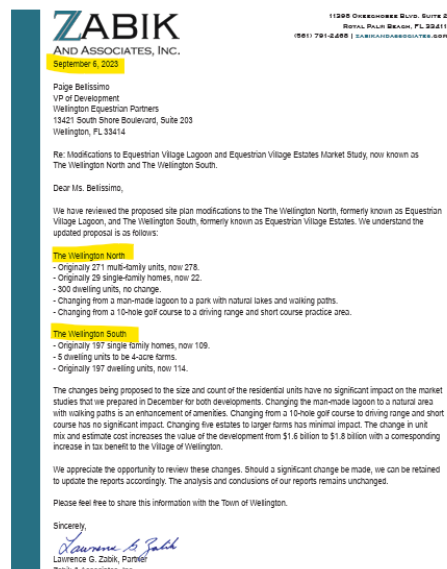 ZABIK
AND ASSOCIATES, INC.
11398 OKEECHOBEE BLVD. SUITE 2
ROYAL PALM BEACH, FL 33411
(561) 791-2468 | ZABIKANDASSOCIATES.COM
September 6, 2023
Paige Bellissimo
VP of Development
Wellington Equestrian Partners
13421 South Shore Boulevard, Suite 203
Wellington, FL 33414
Re: Modifications to Equestrian Village Lagoon and Equestrian Village Estates Market Study, now known as
The Wellington North and The Wellington South.
Dear Ms. Bellissimo,
We have reviewed the proposed site plan modifications to the The Wellington North, formerly known as Equestrian
Village Lagoon, and The Wellington South, formerly known as Equestrian Village Estates. We understand the
updated proposal is as follows:
The Wellington North
- Originally 271 multi-family units, now 278.
- Originally 29 single-family homes, now 22.
- 300 dwelling units, no change.
- Changing from a man-made lagoon to a park with natural lakes and walking paths.
- Changing from a 10-hole golf course to a driving range and short course practice area.
The Wellington South
- Originally 197 single family homes, now 109.
- 5 dwelling units to be 4-acre farms.
- Originally 197 dwelling units, now 114.
The changes being proposed to the size and count of the residential units have no significant impact on the market
studies that we prepared in December for both developments. Changing the man-made lagoon to a natural area
with walking paths is an enhancement of amenities. Changing from a 10-hole golf course to driving range and short
course has no significant impact. Changing five estates to larger farms has minimal impact. The change in unit
mix and estimate cost increases the value of the development from $1.6 billion to $1.8 billion with a corresponding
increase in tax benefit to the Village of Wellington.
We appreciate the opportunity to review these changes. Should a significant change be made, we can be retained
to update the reports accordingly. The analysis and conclusions of our reports remains unchanged.
Please feel free to share this information with the Town of Wellington.
Sincerely,
Lawrence G. Zabik
Lawrence G. Zabik, Partner
Zabik & Associates, Inc.